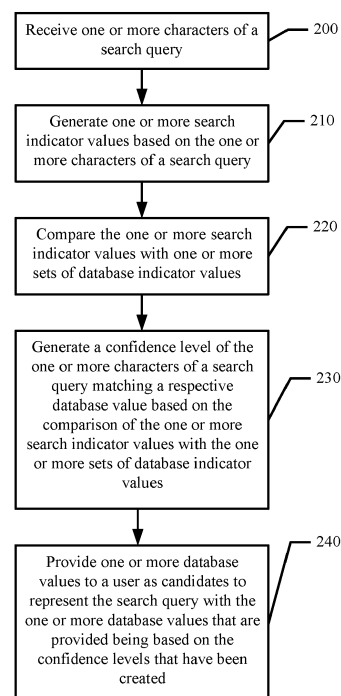 Receive one or more characters of a
search query
200
Generate one or more search
indicator values based on the one or
more characters of a search query
210
Compare the one or more search
indicator values with one or more
sets of database indicator values
220
Generate a confidence level of the
one or more characters of a search
query matching a respective
database value based on the
comparison of the one or more
search indicator values with the one
or more sets of database indicator
values
230
Provide one or more database
values to a user as candidates to
represent the search query with the
one or more database values that are
provided being based on the
confidence levels that have been
created
240